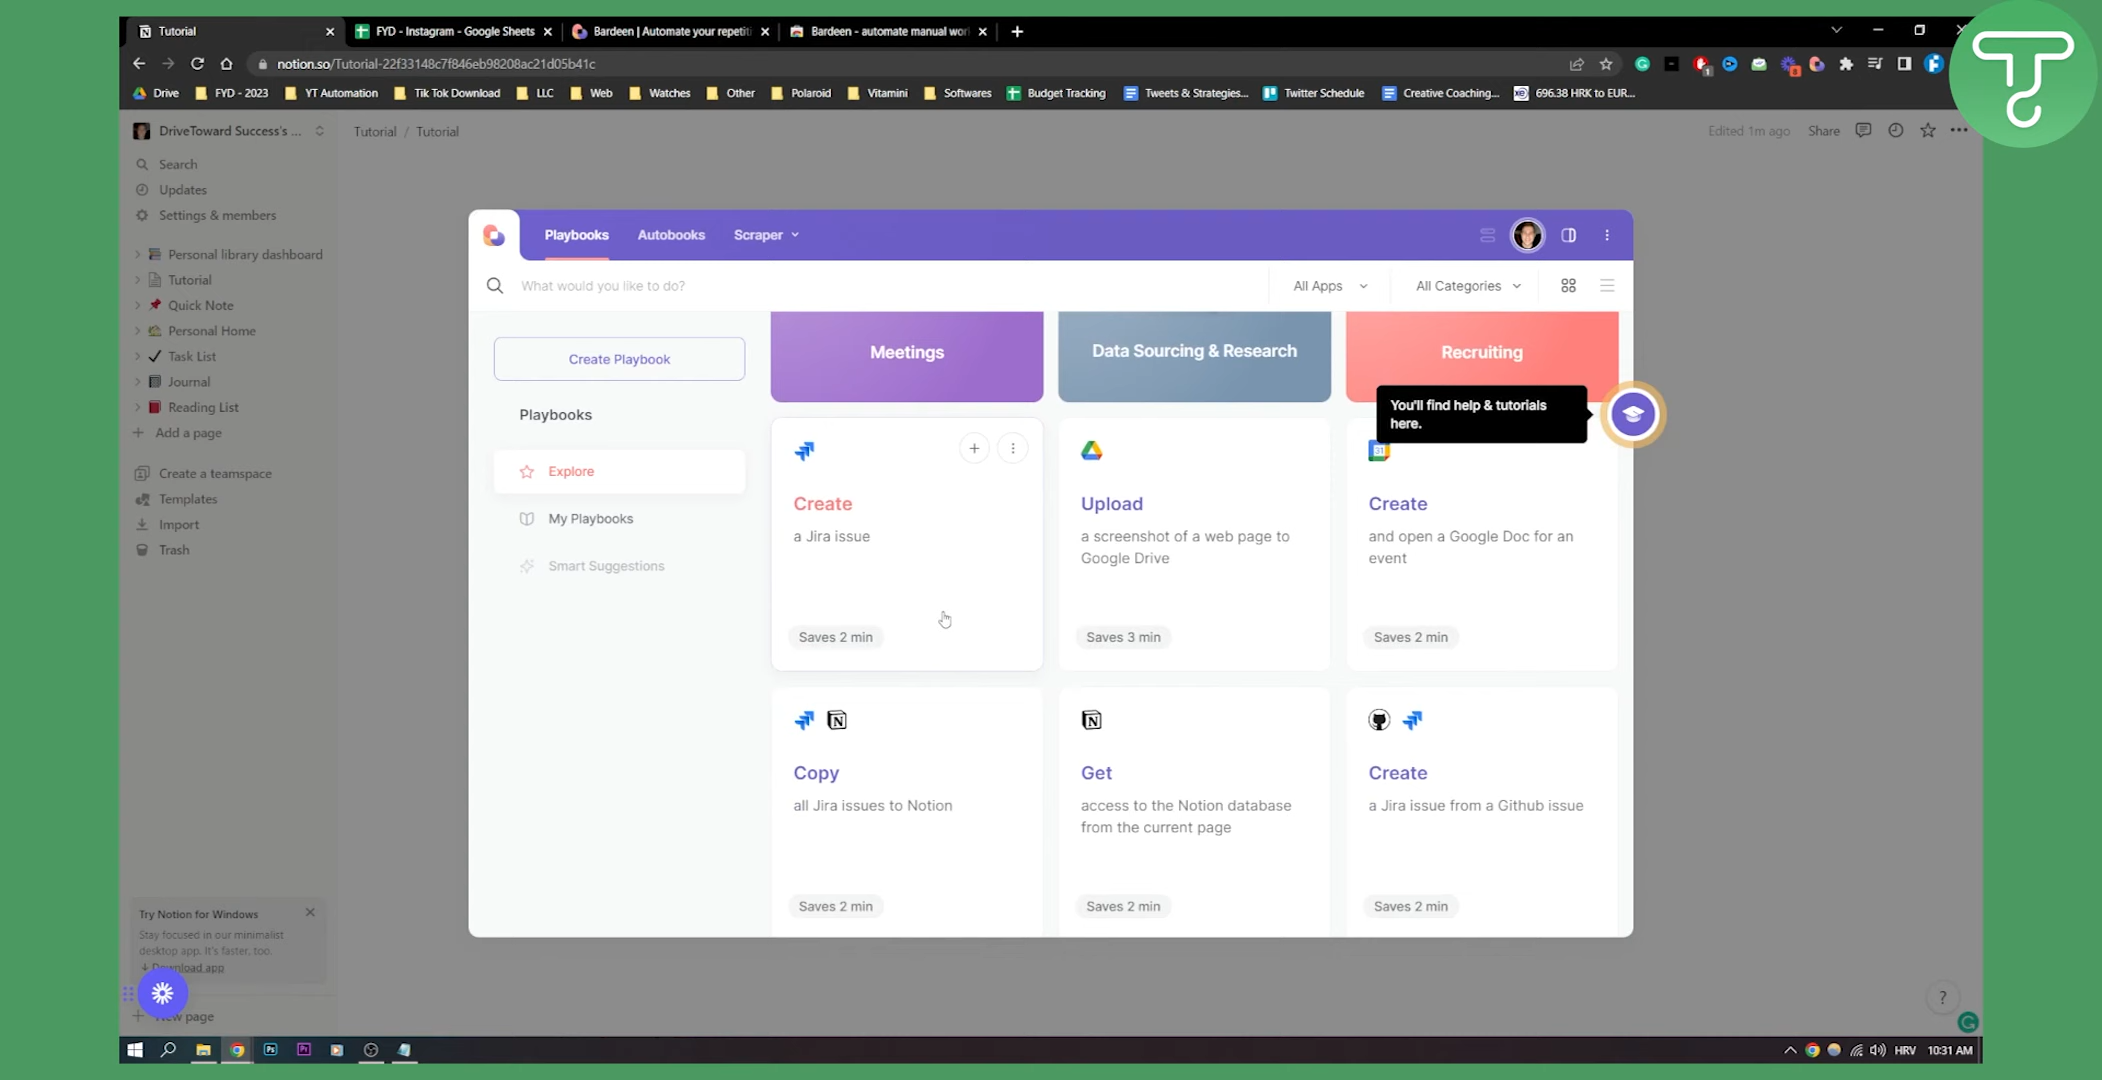 Tutorial
FYD - Instagram - Google Sheets
Bardeen | Automate your repetiti
Bardeen - automate manual wor
notion.so/Tutorial-22f33148c7f846eb98208ac21d05b41c
1
8
Drive
FYD - 2023
YT Automation
Tik Tok Download
LLC
Web
Watches
Other
Polaroid
Vitamini
Softwares
Budget Tracking
Tweets & Strategies...
Twitter Schedule
Creative Coaching...
696.38 HRK to EUR...
DriveToward Success's ...
Tutorial / Tutorial
Edited 1m ago
Share
Search
Updates
Settings & members
Personal library dashboard
Tutorial
Quick Note
Personal Home
Task List
Journal
Reading List
Add a page
Create a teamspace
Templates
Import
Trash
Playbooks
Autobooks
Scraper
What would you like to do?
All Apps
All Categories
Create Playbook
Playbooks
Explore
My Playbooks
Smart Suggestions
Meetings
Data Sourcing & Research
Recruiting
You'll find help & tutorials
here.
Create
a Jira issue
Saves 2 min
Upload
a screenshot of a web page to
Google Drive
Saves 3 min
31
Create
and open a Google Doc for an
event
Saves 2 min
Copy
all Jira issues to Notion
Saves 2 min
Get
access to the Notion database
from the current page
Saves 2 min
Create
a Jira issue from a Github issue
Saves 2 min
Try Notion for Windows
Stay focused in our minimalist
desktop app. It's faster, too.
Download app
New page
?
Ps
Pr
HRV
10:31 AM